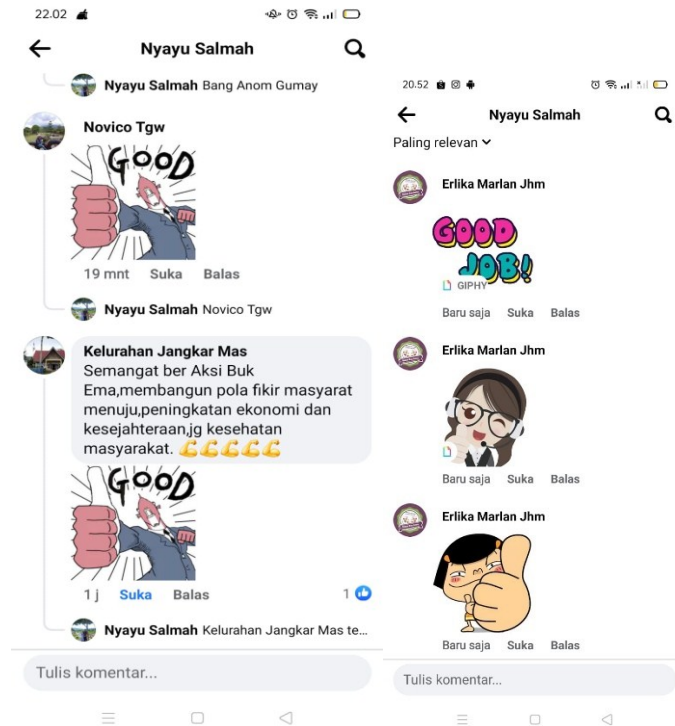 22.02
Nyayu Salmah
Nyayu Salmah Bang Anom Gumay
Novico Tgw
GOOD
19 mnt Suka Balas
Nyayu Salmah Novico Tgw
Kelurahan Jangkar Mas
Semangat ber Aksi Buk
Ema,membangun pola fikir masyarat
menuju,peningkatan ekonomi dan
kesejahteraan,jg kesehatan
masyarakat. 💪💪💪💪💪
GOOD
1 j Suka Balas 1
Nyayu Salmah Kelurahan Jangkar Mas te...
Tulis komentar...
20.52
Nyayu Salmah
Paling relevan
Erlika Marlan Jhm
GOOD
JOB!
GIPHY
Baru saja Suka Balas
Erlika Marlan Jhm
Baru saja Suka Balas
Erlika Marlan Jhm
Baru saja Suka Balas
Tulis komentar...